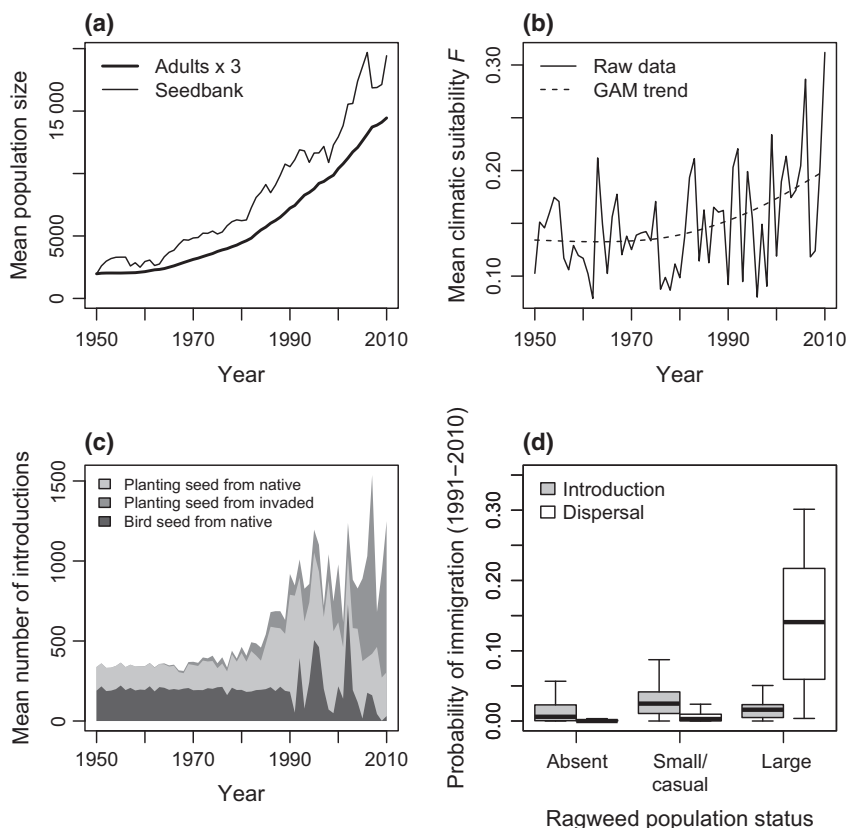 (a)
Adults x 3
Seedbank
Mean population size
0
5000
15 000
1950
1970
1990
2010
Year
(b)
Raw data
GAM trend
Mean climatic suitability F
0.10
0.20
0.30
1950
1970
1990
2010
Year
(c)
Planting seed from native
Planting seed from invaded
Bird seed from native
Mean number of introductions
0
500
1000
1500
1950
1970
1990
2010
Year
(d)
Introduction
Dispersal
Probability of immigration (1991–2010)
0.00
0.10
0.20
0.30
Absent
Small/
casual
Large
Ragweed population status